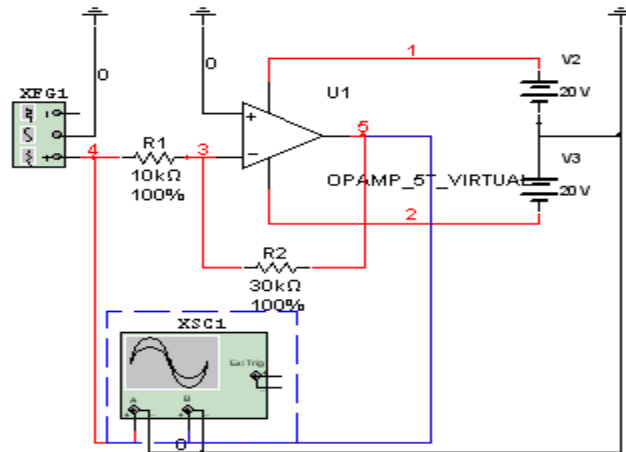 0
0
1
V2
20 V
XFG1
U1
5
4
R1
3
10kΩ
100%
V3
20 V
OPAMP_5T_VIRTUAL
2
R2
30kΩ
100%
XSC1
Ext Trig
A
B
0